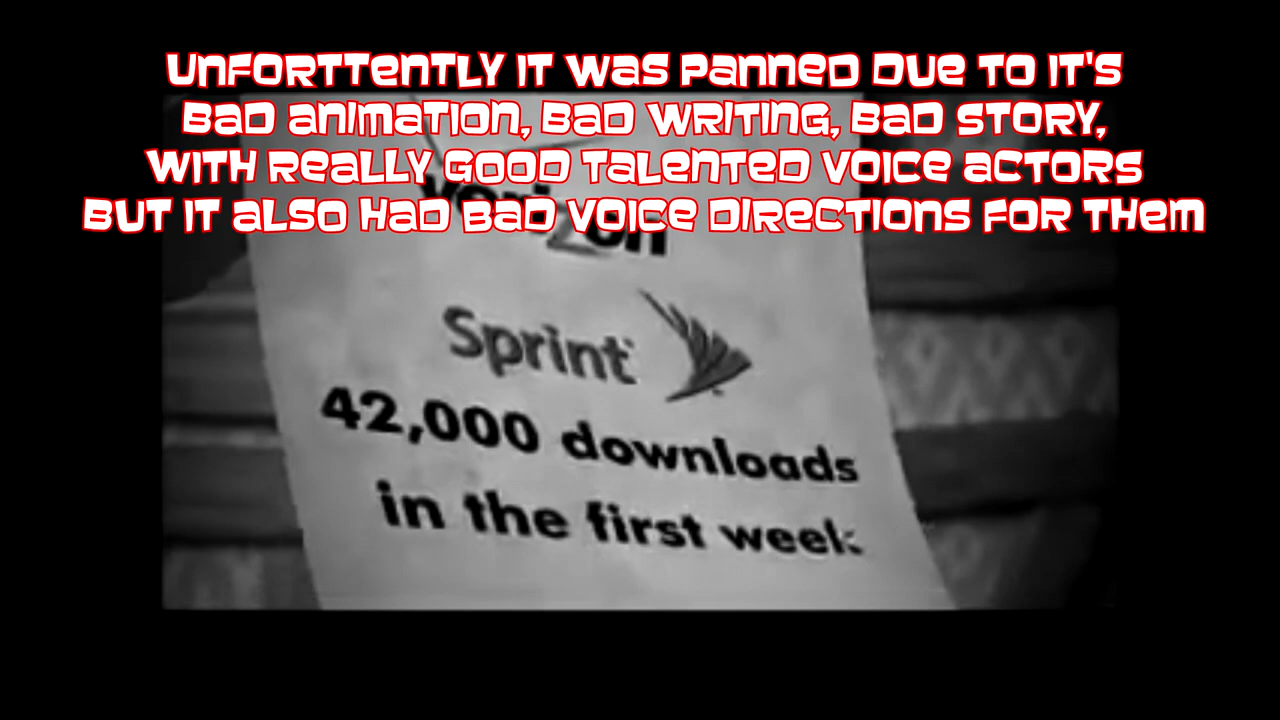 UNFORTTENTLY IT WAS PANNED DUE TO IT'S
BAD ANIMATION, BAD WRITING, BAD STORY,
WITH REALLY GOOD TALENTED VOICE ACTORS
BUT IT ALSO HAD BAD VOICE DIRECTIONS FOR THEM
verizon
Sprint
42,000 downloads
in the first week